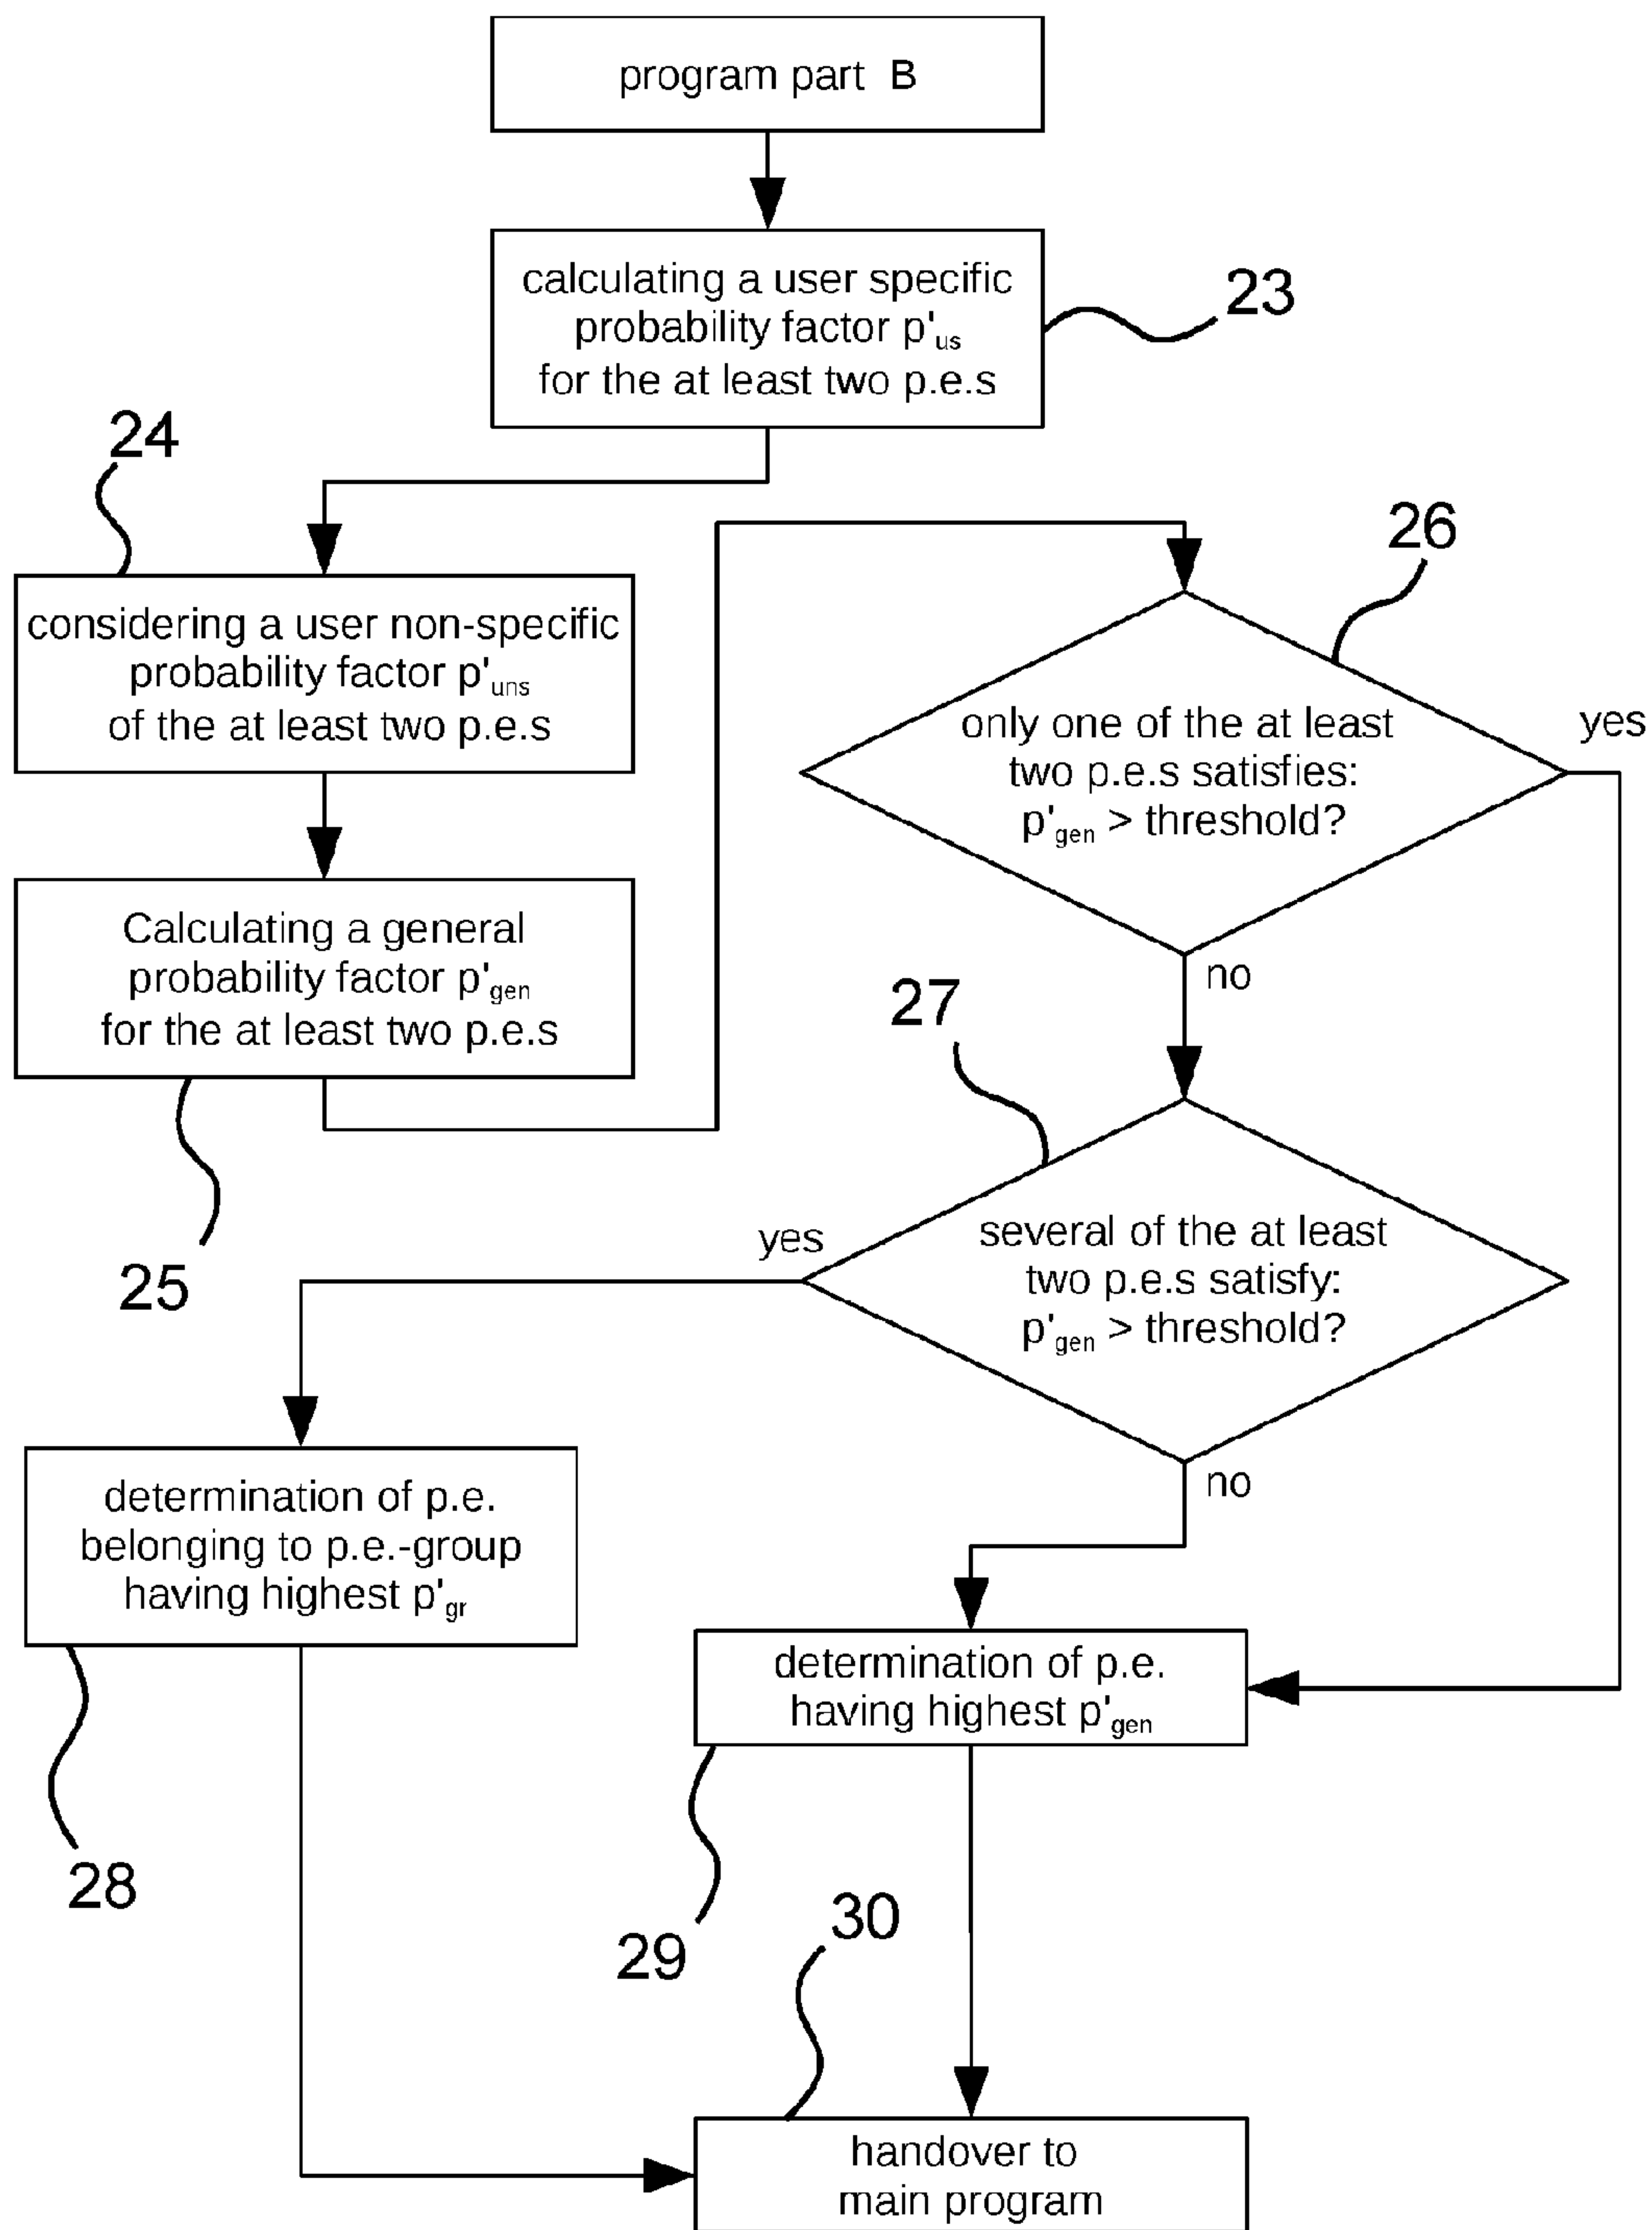 program part B
calculating a user specific
probability factor p'us
for the at least two p.e.s
23
24
considering a user non-specific
probability factor p'uns
of the at least two p.e.s
Calculating a general
probability factor p'gen
for the at least two p.e.s
25
26
only one of the at least
two p.e.s satisfies:
p'gen > threshold?
yes
no
27
several of the at least
two p.e.s satisfy:
p'gen > threshold?
yes
no
determination of p.e.
belonging to p.e.-group
having highest p'gr
28
determination of p.e.
having highest p'gen
29
30
handover to
main program